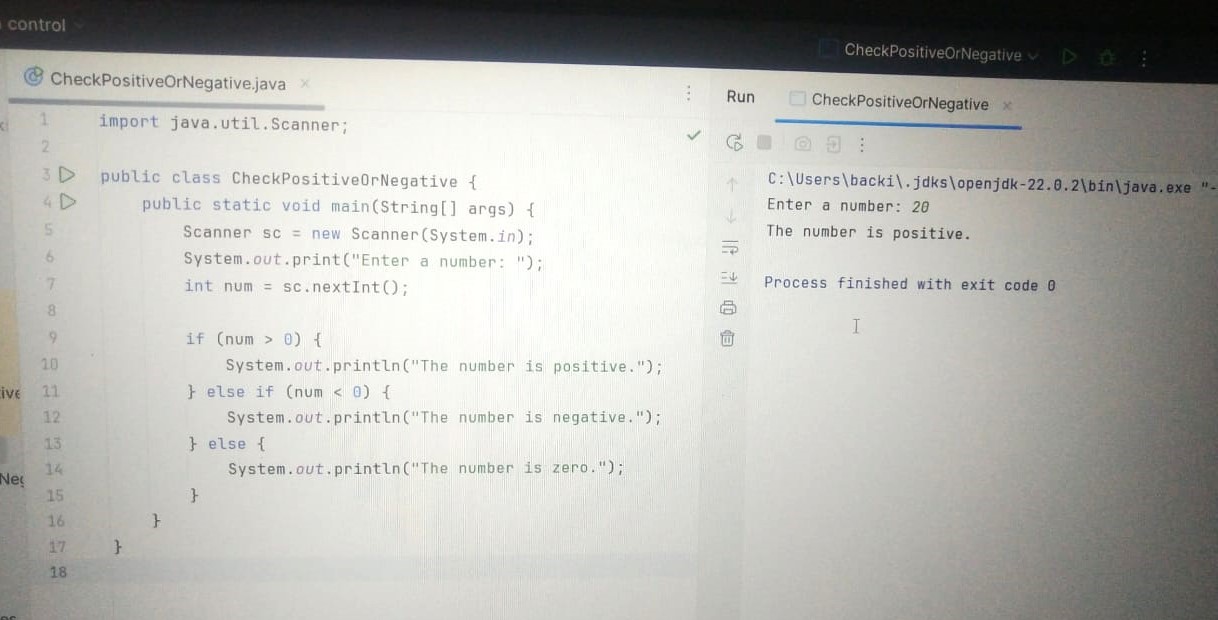 control
CheckPositiveOrNegative
CheckPositiveOrNegative.java
Run
CheckPositiveOrNegative
1 import java.util.Scanner;
2
3 public class CheckPositiveOrNegative {
4 public static void main(String[] args) {
5 Scanner sc = new Scanner(System.in);
6 System.out.print("Enter a number: ");
7 int num = sc.nextInt();
8
9 if (num > 0) {
10 System.out.println("The number is positive.");
11 } else if (num < 0) {
12 System.out.println("The number is negative.");
13 } else {
14 System.out.println("The number is zero.");
15 }
16 }
17 }
18
C:\Users\backi\.jdks\openjdk-22.0.2\bin\java.exe "-
Enter a number: 20
The number is positive.
Process finished with exit code 0